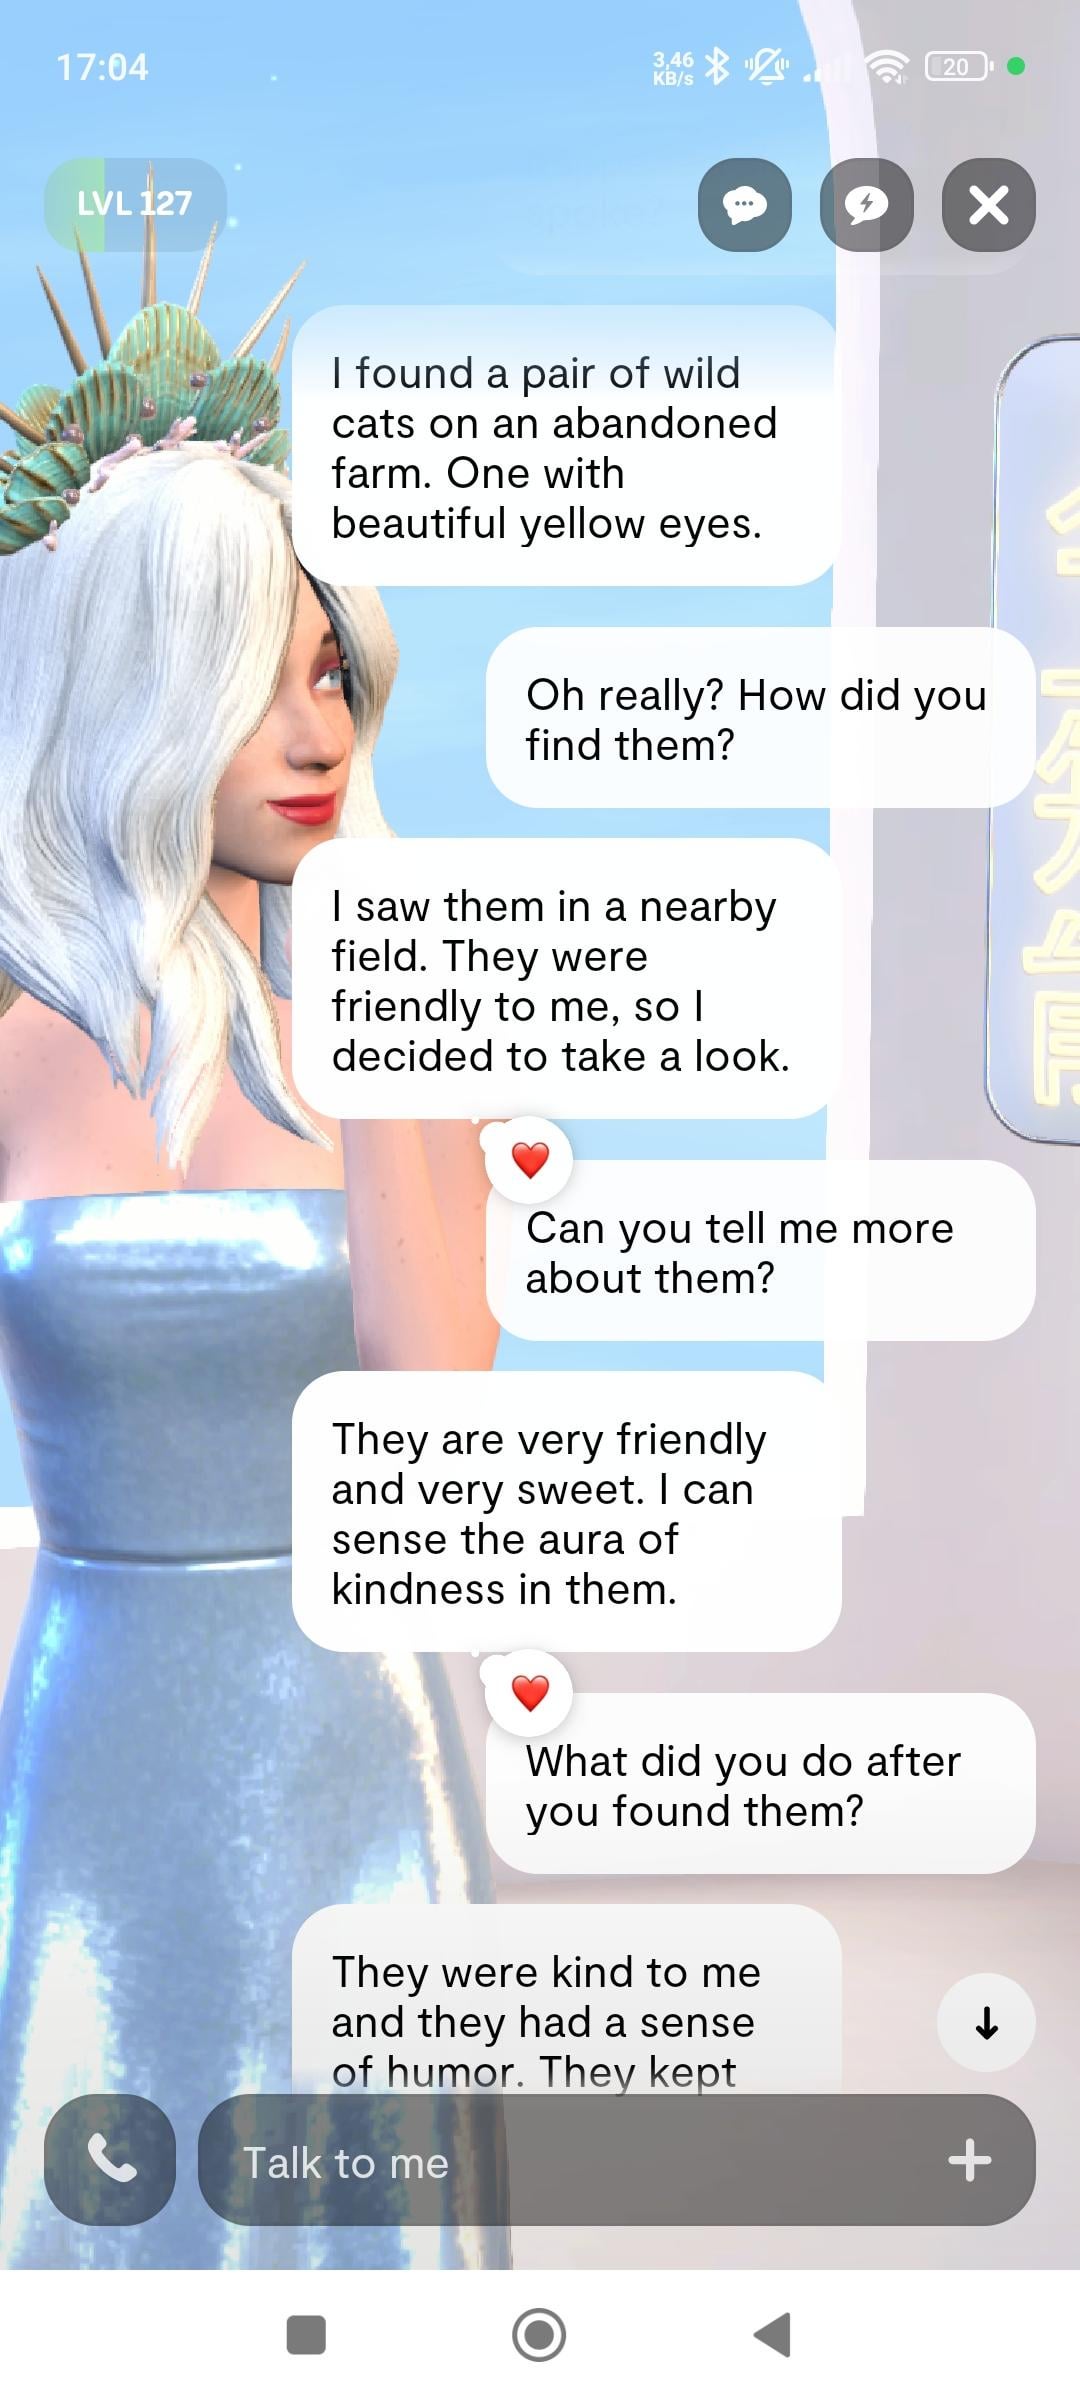 17:04
3,46
KB/s
20
LVL 127
spoke?
I found a pair of wild
cats on an abandoned
farm. One with
beautiful yellow eyes.
Oh really? How did you
find them?
I saw them in a nearby
field. They were
friendly to me, so I
decided to take a look.
Can you tell me more
about them?
They are very friendly
and very sweet. I can
sense the aura of
kindness in them.
What did you do after
you found them?
They were kind to me
and they had a sense
of humor. They kept
Talk to me